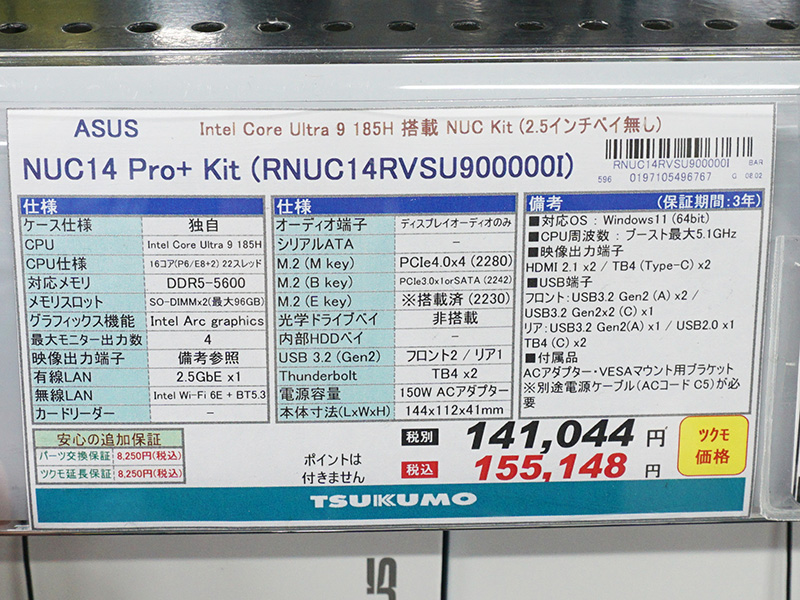 ASUS
Intel Core Ultra 9 185H 搭載 NUC Kit (2.5インチベイ無し)
NUC14 Pro+ Kit (RNUC14RVSU900000I)
RNUC14RVSU900000I BAR
596 0197105496767 G 08.02
仕様
ケース仕様 独自
CPU Intel Core Ultra 9 185H
CPU仕様 16コア(P6/E8+2) 22スレッド
対応メモリ DDR5-5600
メモリスロット SO-DIMMx2(最大96GB)
グラフィックス機能 Intel Arc graphics
最大モニター出力数 4
映像出力端子 備考参照
有線LAN 2.5GbE x1
無線LAN Intel Wi-Fi 6E + BT5.3
カードリーダー −
仕様
オーディオ端子 ディスプレイオーディオのみ
シリアルATA −
M.2 (M key) PCIe4.0x4 (2280)
M.2 (B key) PCIe3.0x1orSATA (2242)
M.2 (E key) ※搭載済 (2230)
光学ドライブベイ 非搭載
内部HDDベイ −
USB 3.2 (Gen2) フロント2 / リア1
Thunderbolt TB4 x2
電源容量 150W ACアダプター
本体寸法(LxWxH) 144x112x41mm
備考 (保証期間:3年)
■対応OS : Windows11 (64bit)
■CPU周波数 : ブースト最大5.1GHz
■映像出力端子
HDMI 2.1 x2 / TB4 (Type-C) x2
■USB端子
フロント:USB3.2 Gen2 (A) x2 /
USB3.2 Gen2x2 (C) x1
リア:USB3.2 Gen2(A) x1 / USB2.0 x1
TB4 (C) x2
■付属品
ACアダプター・VESAマウント用ブラケット
※別途電源ケーブル(ACコード C5)が必
要
安心の追加保証
パーツ交換保証 8,250円(税込)
ツクモ延長保証 8,250円(税込)
ポイントは
付きません
税別 141,044 円
税込 155,148 円
ツクモ
価格
TSUKUMO